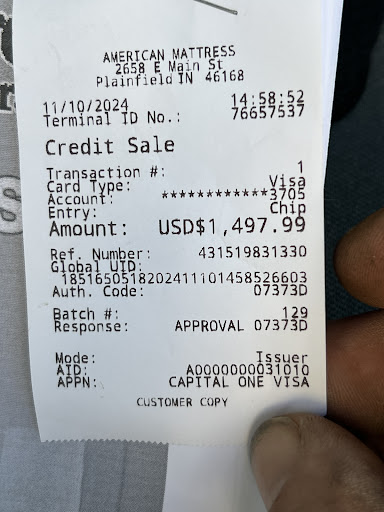 AMERICAN MATTRESS
2658 E Main St
Plainfield IN 46168
11/10/2024 14:58:52
Terminal ID No.: 76657537
Credit Sale
Transaction #: 1
Card Type: Visa
Account: ************3705
Entry: Chip
Amount: USD$1,497.99
Ref. Number: 431519831330
Global UID:
1851650518202411101458526603
Auth. Code: 07373D
Batch #: 129
Response: APPROVAL 07373D
Mode: Issuer
AID: A0000000031010
APPN: CAPITAL ONE VISA
CUSTOMER COPY